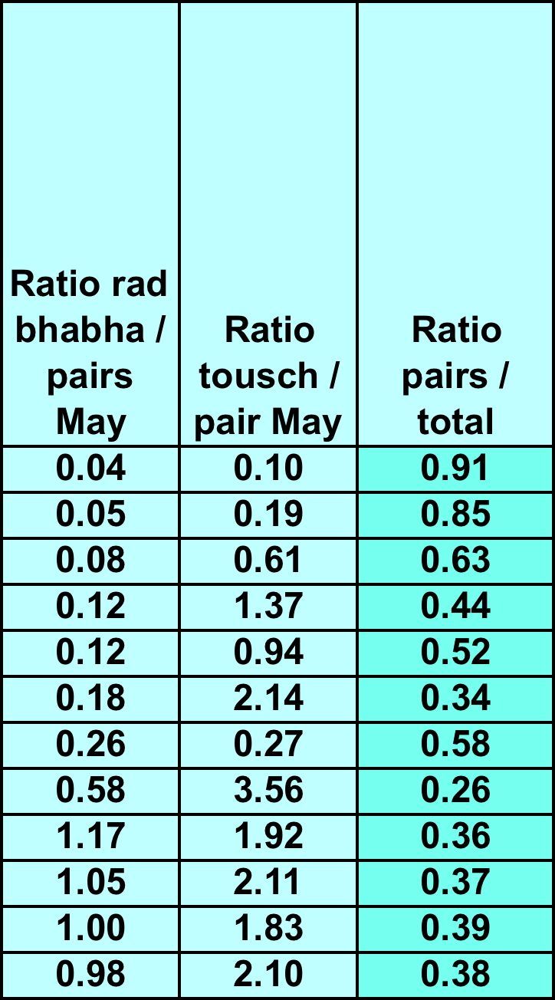 Ratio rad
bhabha /
pairs
May
Ratio
tousch /
pair May
Ratio
pairs /
total
0.04 0.10 0.91
0.05 0.19 0.85
0.08 0.61 0.63
0.12 1.37 0.44
0.12 0.94 0.52
0.18 2.14 0.34
0.26 0.27 0.58
0.58 3.56 0.26
1.17 1.92 0.36
1.05 2.11 0.37
1.00 1.83 0.39
0.98 2.10 0.38